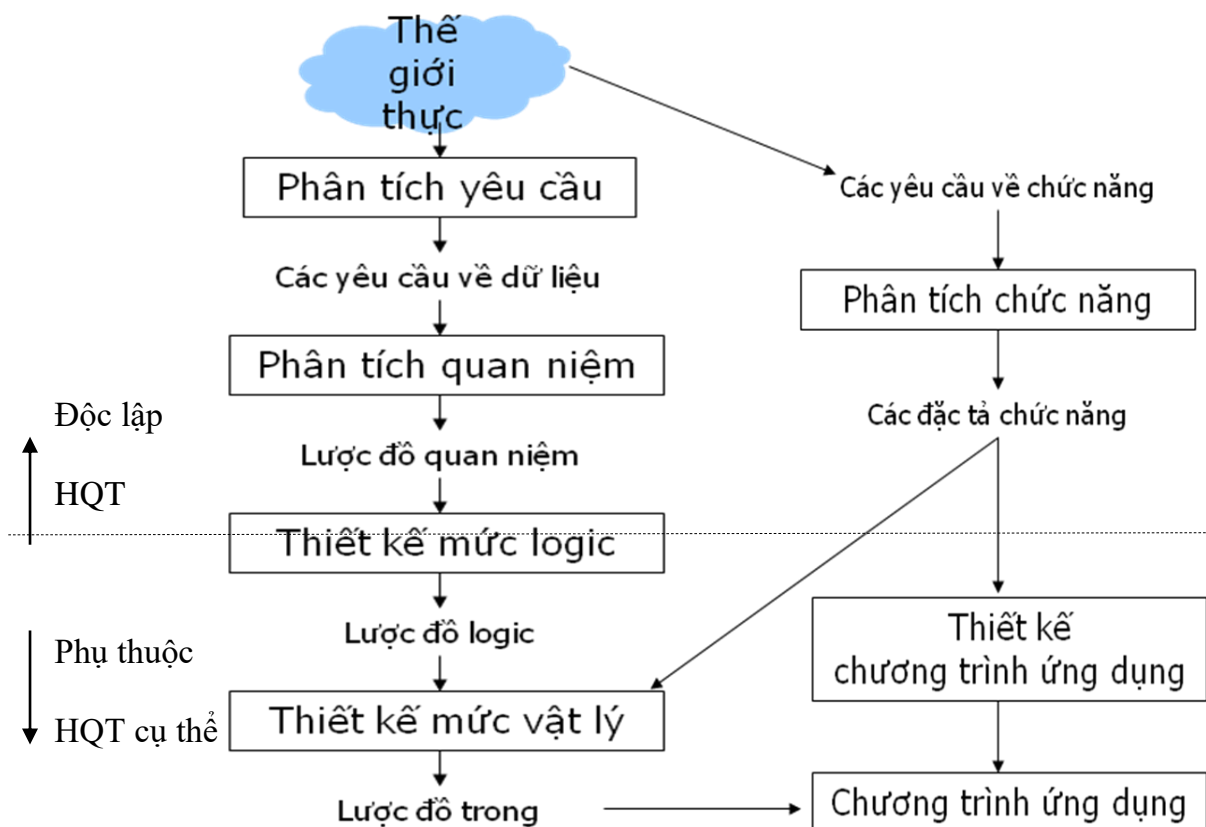 Thế
giới
thực
Phân tích yêu cầu
Các yêu cầu về chức năng
Các yêu cầu về dữ liệu
Phân tích chức năng
Phân tích quan niệm
Độc lập
HQT
Các đặc tả chức năng
Lược đồ quan niệm
Thiết kế mức logic
Lược đồ logic
Phụ thuộc
HQT cụ thể
Thiết kế
chương trình ứng dụng
Thiết kế mức vật lý
Lược đồ trong
Chương trình ứng dụng